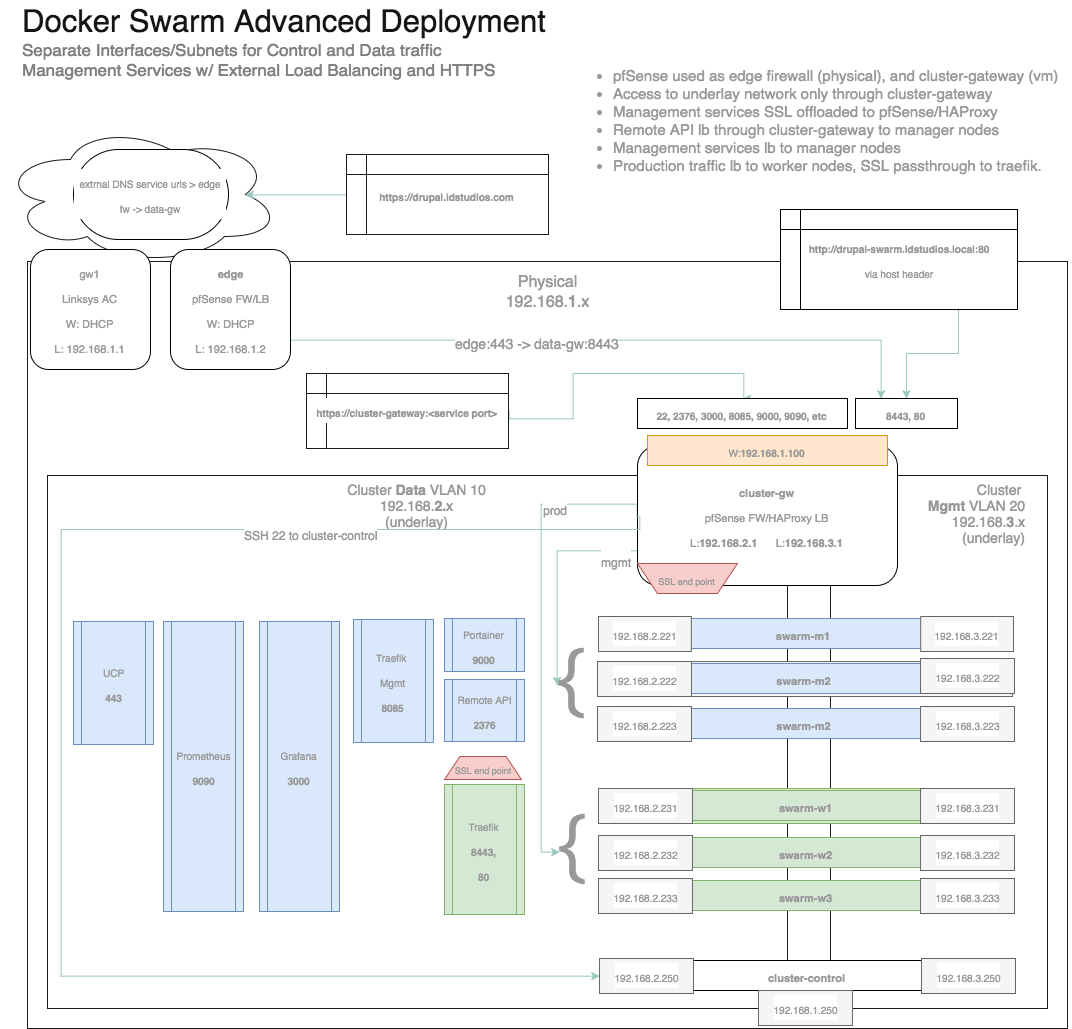 Docker Swarm Advanced Deployment
Separate Interfaces/Subnets for Control and Data traffic
Management Services w/ External Load Balancing and HTTPS
• pfSense used as edge firewall (physical), and cluster-gateway (vm)
• Access to underlay network only through cluster-gateway
• Management services SSL offloaded to pfSense/HAProxy
• Remote API lb through cluster-gateway to manager nodes
• Management services lb to manager nodes
• Production traffic lb to worker nodes, SSL passthrough to traefik.
extrnal DNS service urls > edge
fw -> data-gw
https://drupal.idstudios.com
http://drupal-swarm.idstudios.local:80
via host header
gw1
Linksys AC
W: DHCP
L: 192.168.1.1
edge
pfSense FW/LB
W: DHCP
L: 192.168.1.2
Physical
192.168.1.x
edge:443 -> data-gw:8443
https://cluster-gateway:<service port>
22, 2376, 3000, 8085, 9000, 9090, etc
8443, 80
W:192.168.1.100
cluster-gw
pfSense FW/HAProxy LB
L:192.168.2.1 L:192.168.3.1
SSL end point
Cluster Data VLAN 10
192.168.2.x
(underlay)
Cluster
Mgmt VLAN 20
192.168.3.x
(underlay)
prod
SSH 22 to cluster-control
mgmt
UCP
443
Prometheus
9090
Grafana
3000
Traefik
Mgmt
8085
Portainer
9000
Remote API
2376
SSL end point
Traefik
8443,
80
{
192.168.2.221 swarm-m1 192.168.3.221
192.168.2.222 swarm-m2 192.168.3.222
192.168.2.223 swarm-m2 192.168.3.223
{
192.168.2.231 swarm-w1 192.168.3.231
192.168.2.232 swarm-w2 192.168.3.232
192.168.2.233 swarm-w3 192.168.3.233
192.168.2.250 cluster-control 192.168.3.250
192.168.1.250